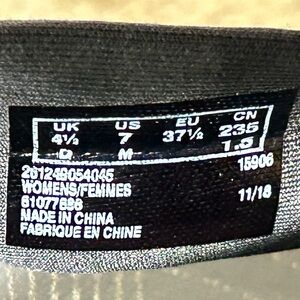 UK US EU CN
4½ 7 37½ 235
D M 1.5
261249054045 15906
WOMENS/FEMMES
61077698 11/18
MADE IN CHINA
FABRIQUE EN CHINE